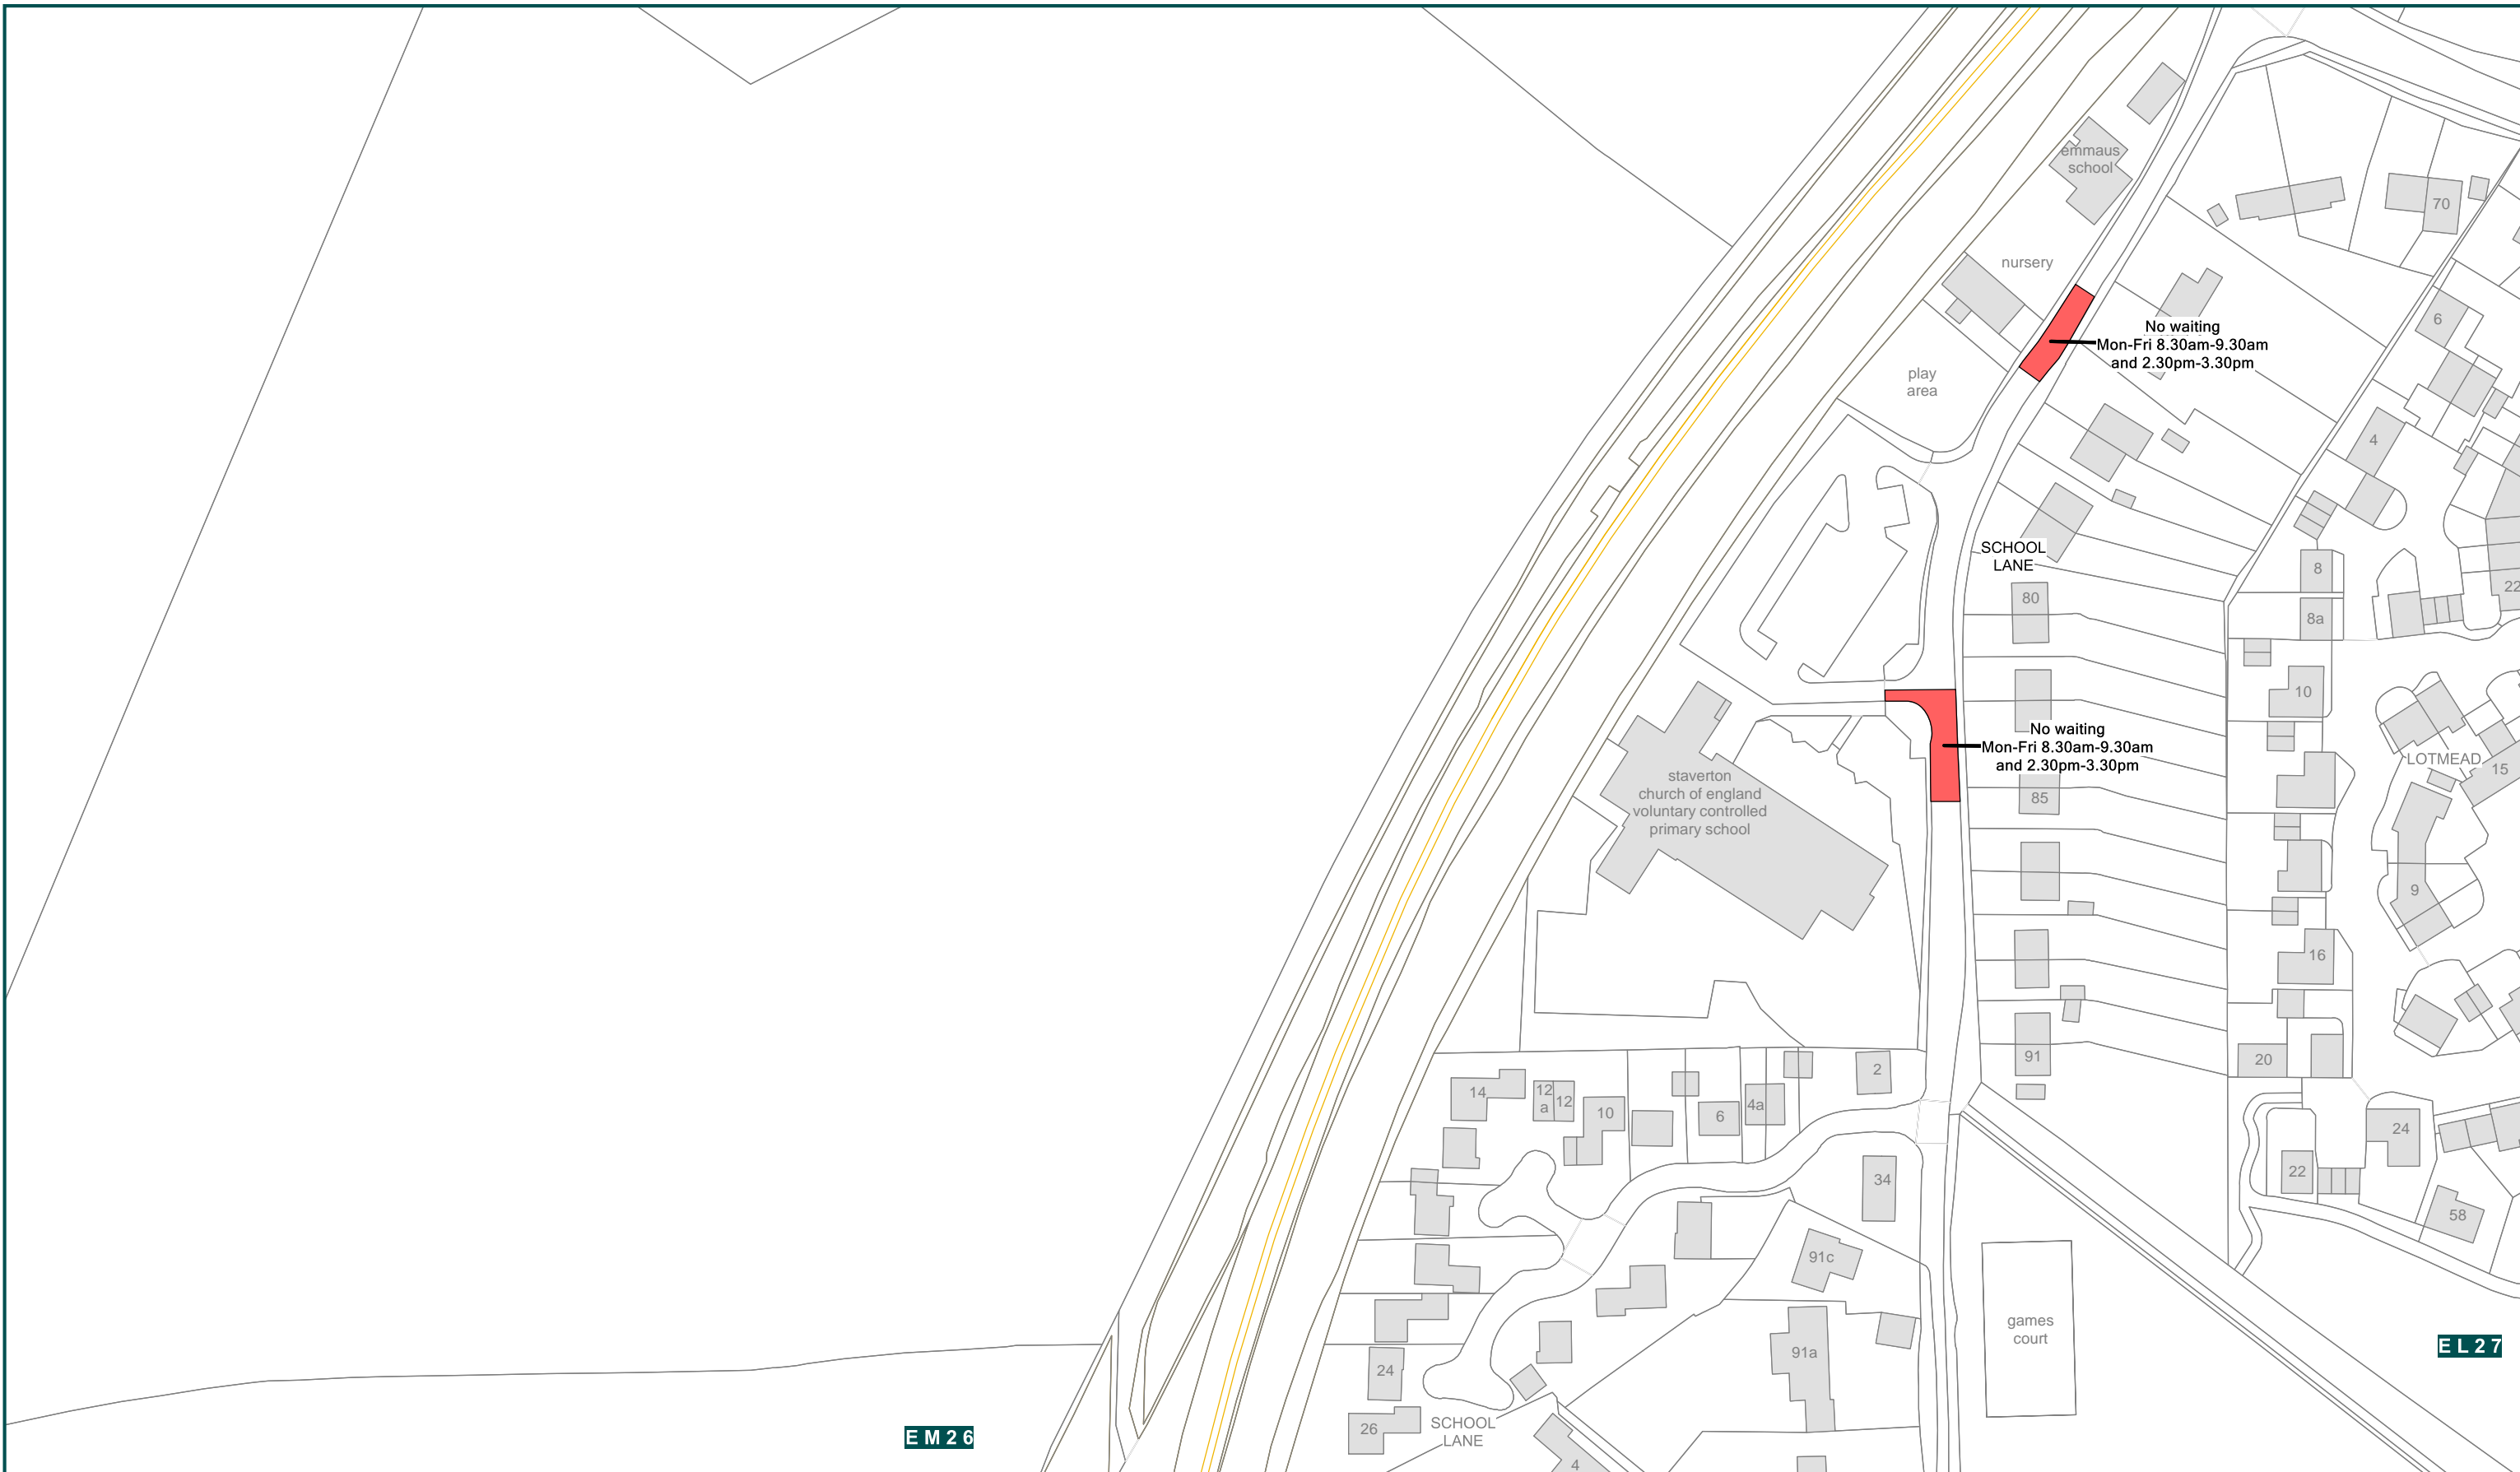 emmaus
school
70
nursery
6
No waiting
Mon-Fri 8.30am-9.30am
and 2.30pm-3.30pm
play
area
4
SCHOOL
LANE
8
22
80
8a
10
No waiting
Mon-Fri 8.30am-9.30am
and 2.30pm-3.30pm
LOTMEAD
15
staverton
church of england
voluntary controlled
primary school
85
9
16
91
20
2
14
12
a
12
10
6
4a
24
22
34
58
91c
games
court
EL27
91a
24
26
SCHOOL
LANE
EM26
4